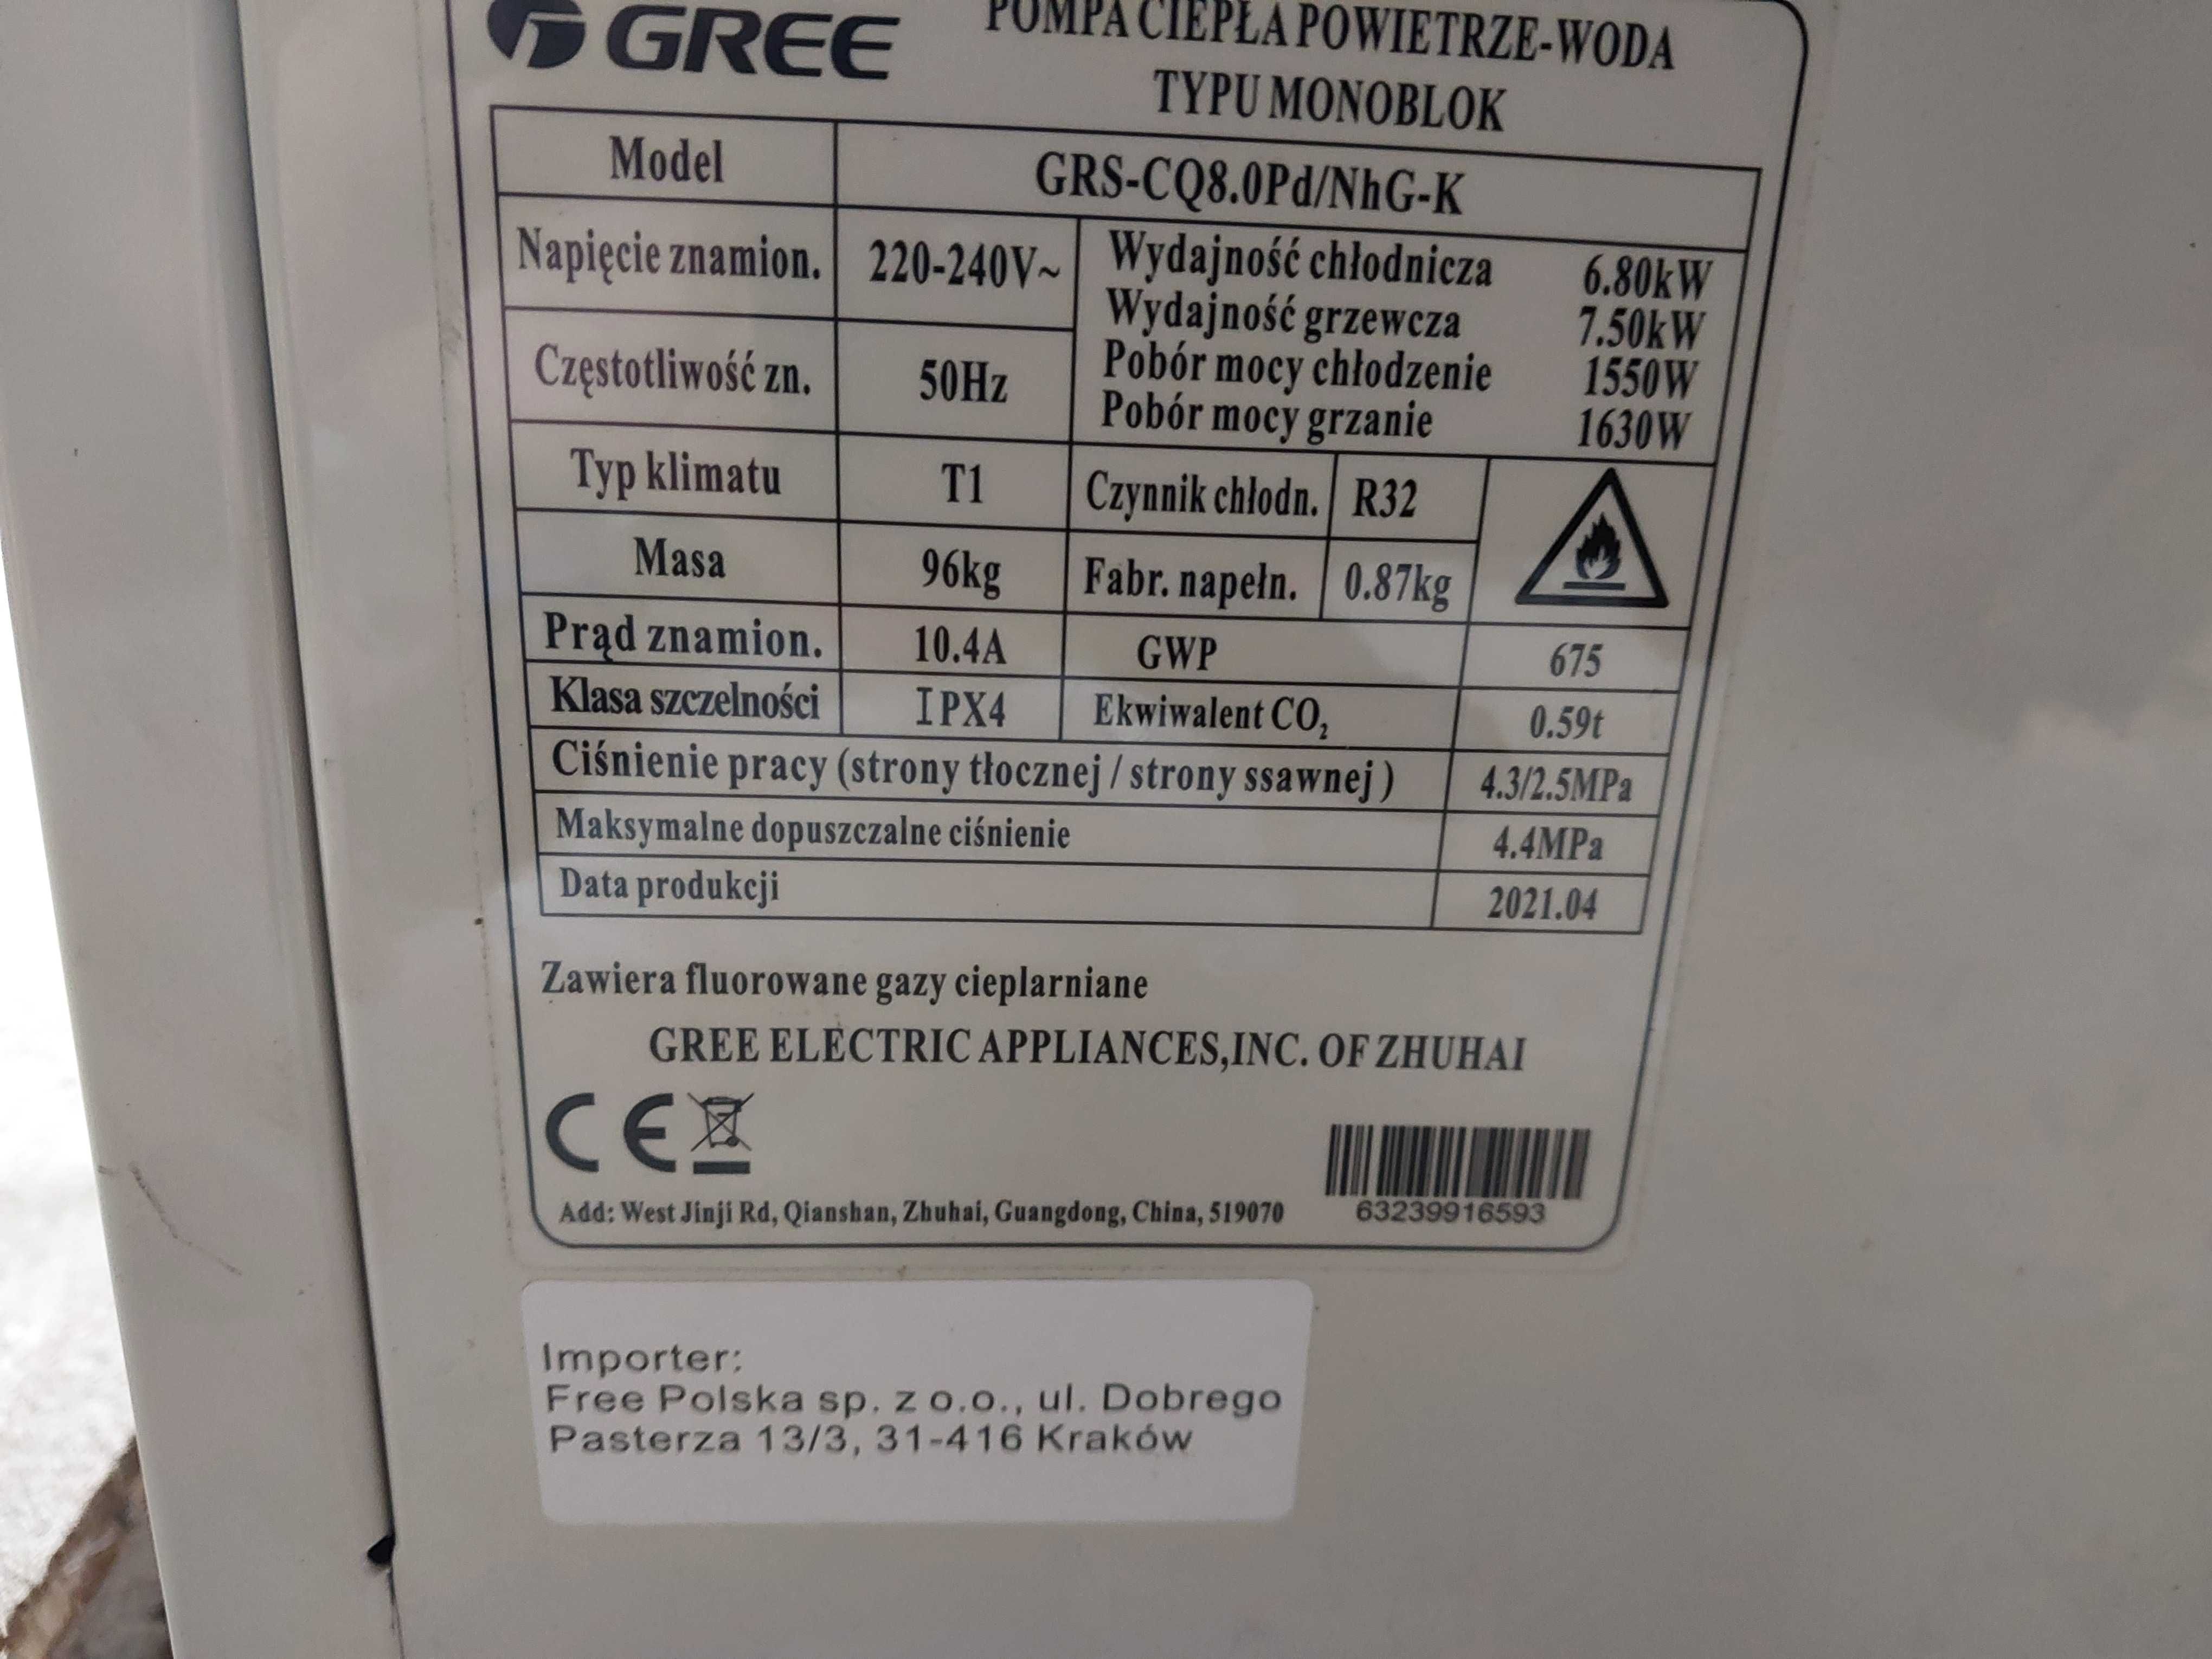 GREE
POMPA CIEPŁA POWIETRZE-WODA
TYPU MONOBLOK
Model GRS-CQ8.0Pd/NhG-K
Napięcie znamion. 220-240V~
Wydajność chłodnicza 6.80kW
Wydajność grzewcza 7.50kW
Częstotliwość zn. 50Hz
Pobór mocy chłodzenie 1550W
Pobór mocy grzanie 1630W
Typ klimatu T1 Czynnik chłodn. R32
Masa 96kg Fabr. napełn. 0.87kg
Prąd znamion. 10.4A GWP 675
Klasa szczelności IPX4 Ekwiwalent CO₂ 0.59t
Ciśnienie pracy (strony tłocznej / strony ssawnej ) 4.3/2.5MPa
Maksymalne dopuszczalne ciśnienie 4.4MPa
Data produkcji 2021.04
Zawiera fluorowane gazy cieplarniane
GREE ELECTRIC APPLIANCES,INC. OF ZHUHAI
CE
Add: West Jinji Rd, Qianshan, Zhuhai, Guangdong, China, 519070
63239916593
Importer:
Free Polska sp. z o.o., ul. Dobrego
Pasterza 13/3, 31-416 Kraków